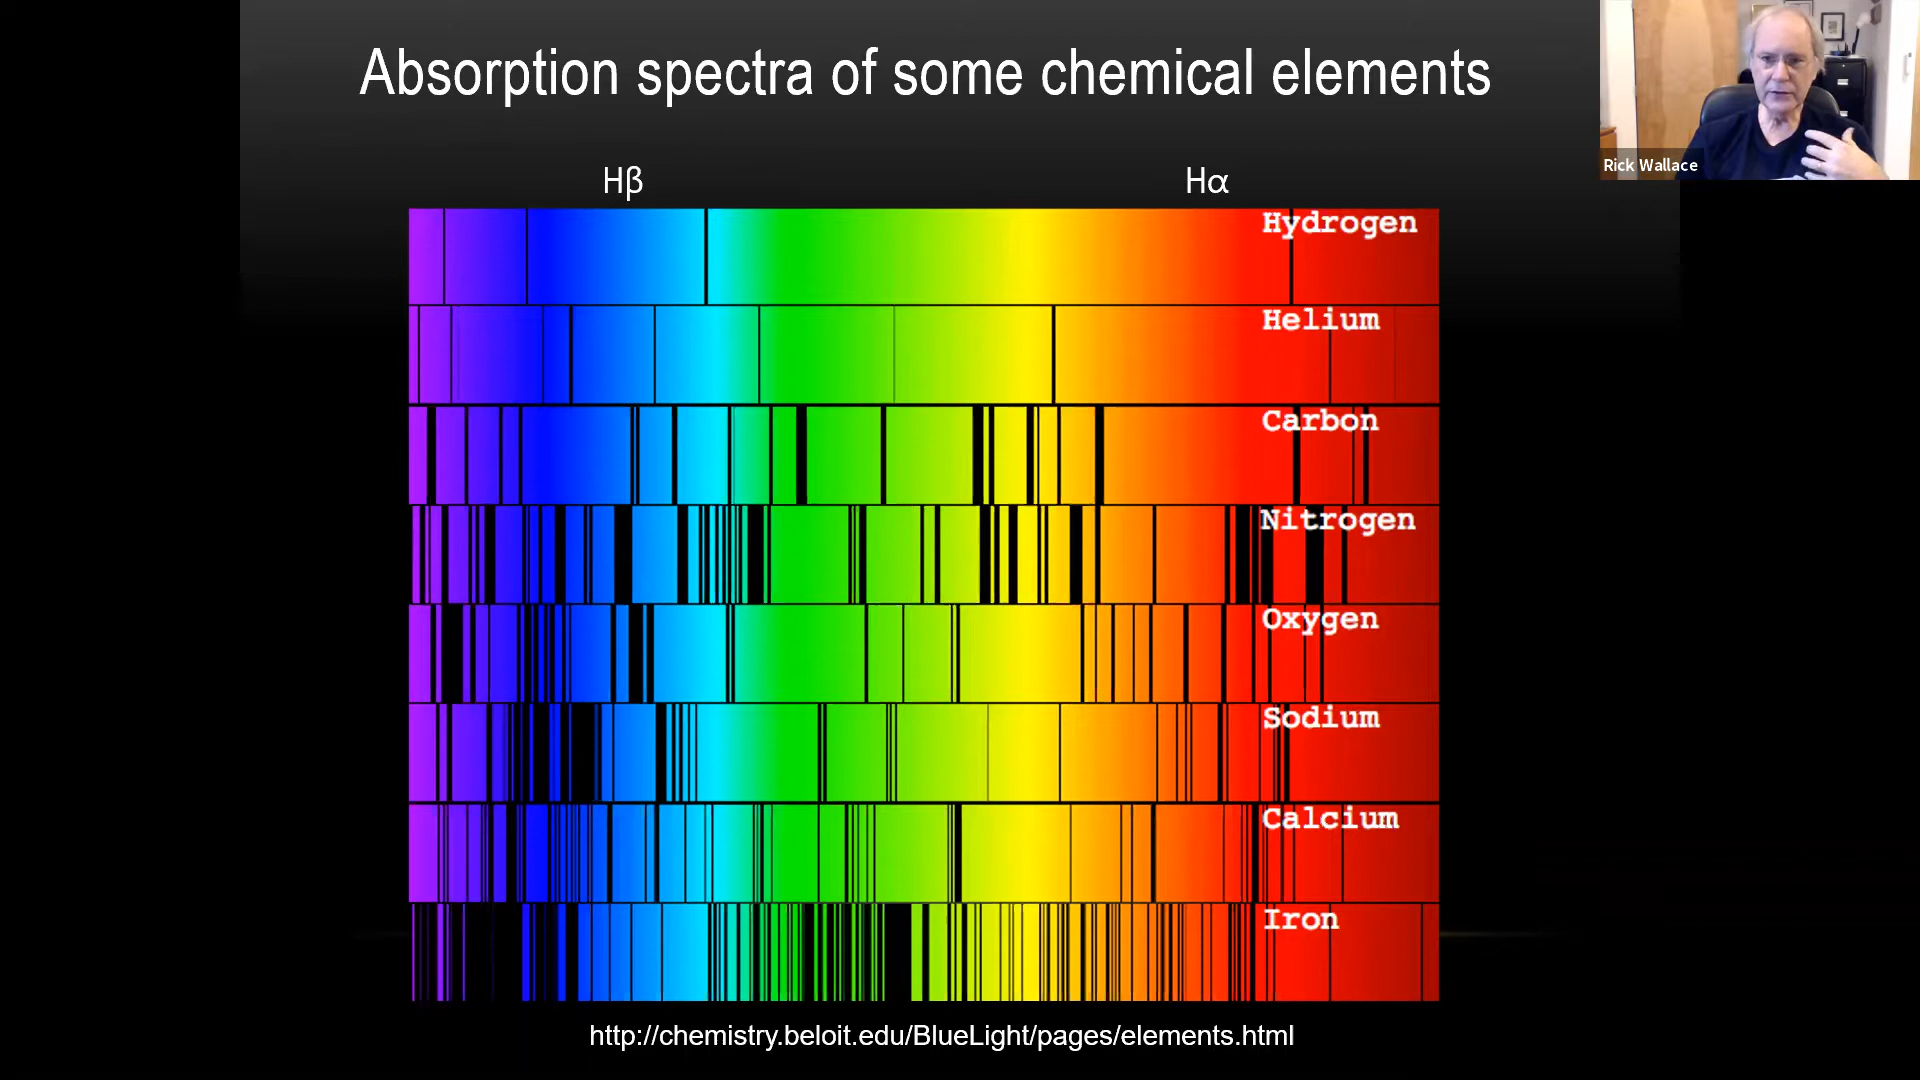 Absorption spectra of some chemical elements
Rick Wallace
Hβ Hα
Hydrogen
Helium
Carbon
Nitrogen
Oxygen
Sodium
Calcium
Iron
http://chemistry.beloit.edu/BlueLight/pages/elements.html